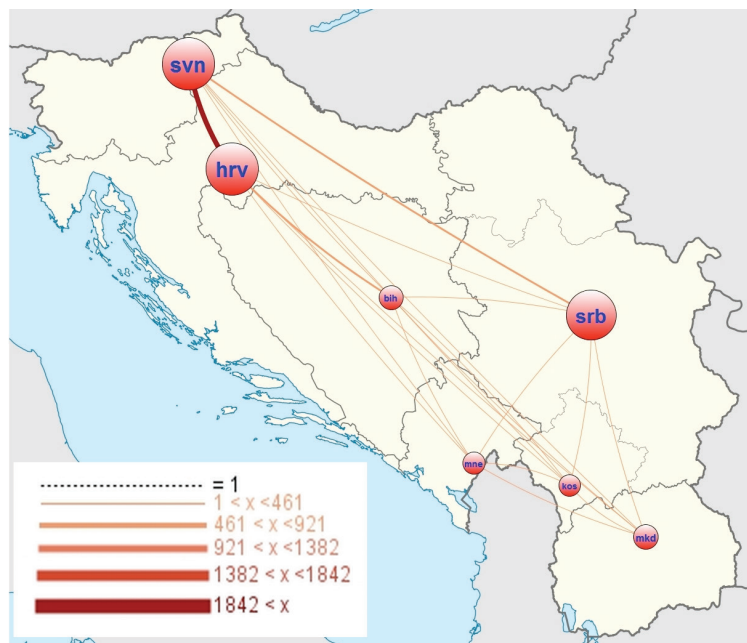 svn
hrv
bih
srb
mne
kos
mkd
= 1
1 < x <461
461 < x <921
921 < x <1382
1382 < x <1842
1842 < x